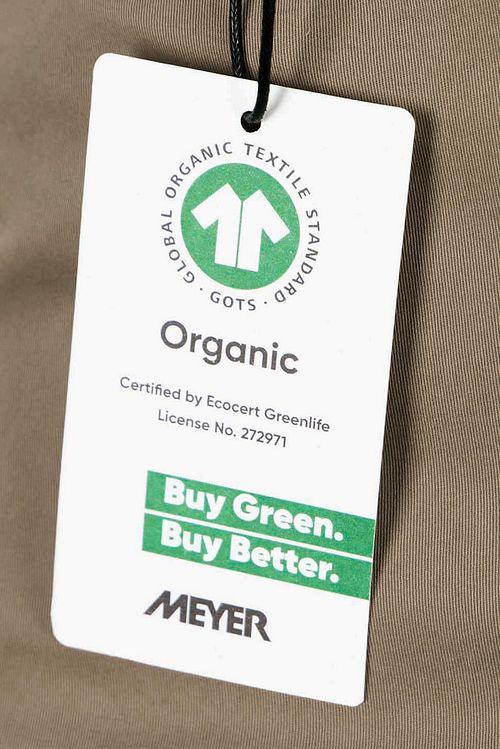 GLOBAL ORGANIC TEXTILE STANDARD
· GOTS ·
Organic
Certified by Ecocert Greenlife
License No. 272971
Buy Green.
Buy Better.
MEYER